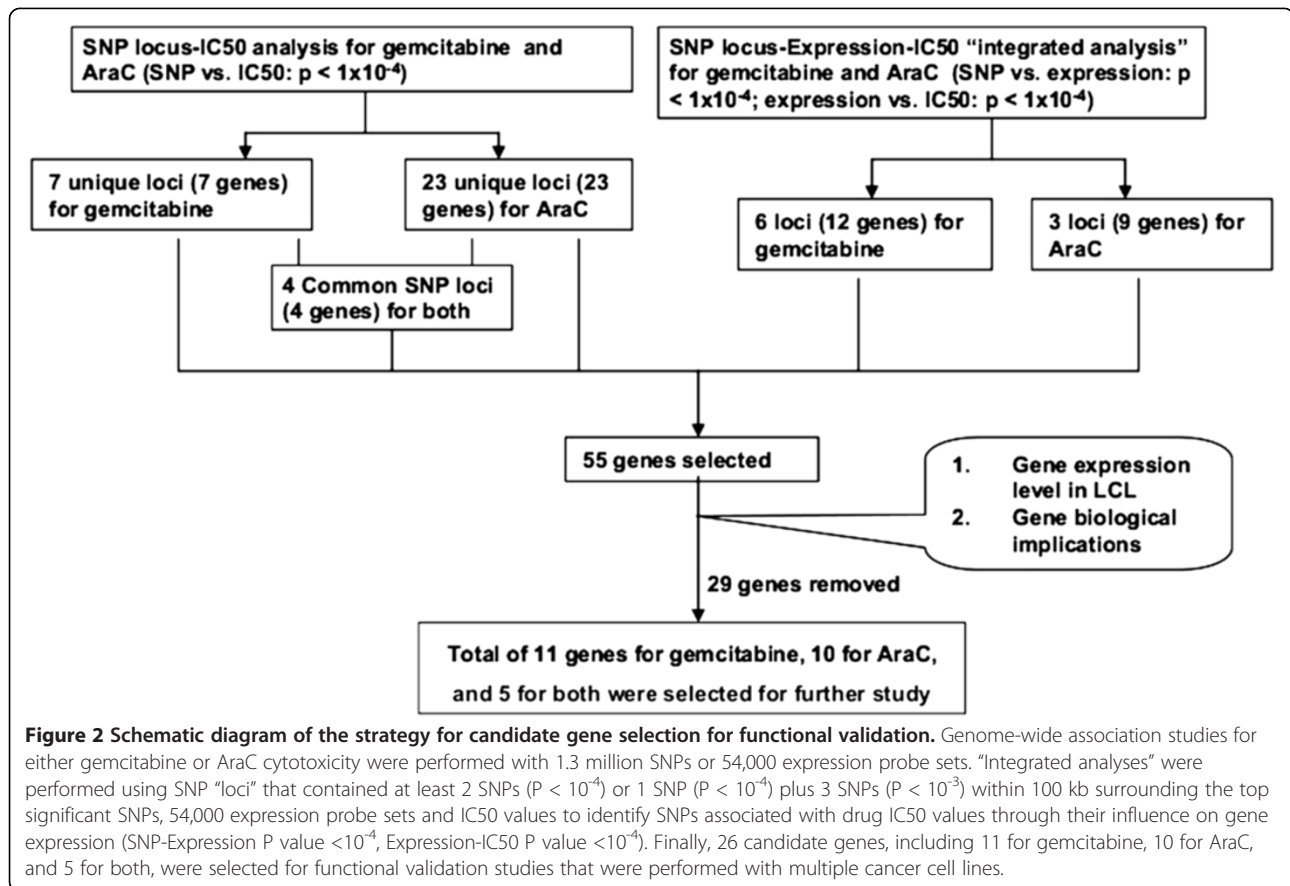 SNP locus-IC50 analysis for gemcitabine and
AraC (SNP vs. IC50: p < 1x10⁻⁴)
SNP locus-Expression-IC50 “integrated analysis”
for gemcitabine and AraC (SNP vs. expression: p
< 1x10⁻⁴; expression vs. IC50: p < 1x10⁻⁴)
7 unique loci (7 genes)
for gemcitabine
23 unique loci (23
genes) for AraC
6 loci (12 genes) for
gemcitabine
3 loci (9 genes) for
AraC
4 Common SNP loci
(4 genes) for both
55 genes selected
1. Gene expression
level in LCL
2. Gene biological
implications
29 genes removed
Total of 11 genes for gemcitabine, 10 for AraC,
and 5 for both were selected for further study
Figure 2 Schematic diagram of the strategy for candidate gene selection for functional validation. Genome-wide association studies for
either gemcitabine or AraC cytotoxicity were performed with 1.3 million SNPs or 54,000 expression probe sets. “Integrated analyses” were
performed using SNP “loci” that contained at least 2 SNPs (P < 10⁻⁴) or 1 SNP (P < 10⁻⁴) plus 3 SNPs (P < 10⁻³) within 100 kb surrounding the top
significant SNPs, 54,000 expression probe sets and IC50 values to identify SNPs associated with drug IC50 values through their influence on gene
expression (SNP-Expression P value <10⁻⁴, Expression-IC50 P value <10⁻⁴). Finally, 26 candidate genes, including 11 for gemcitabine, 10 for AraC,
and 5 for both, were selected for functional validation studies that were performed with multiple cancer cell lines.